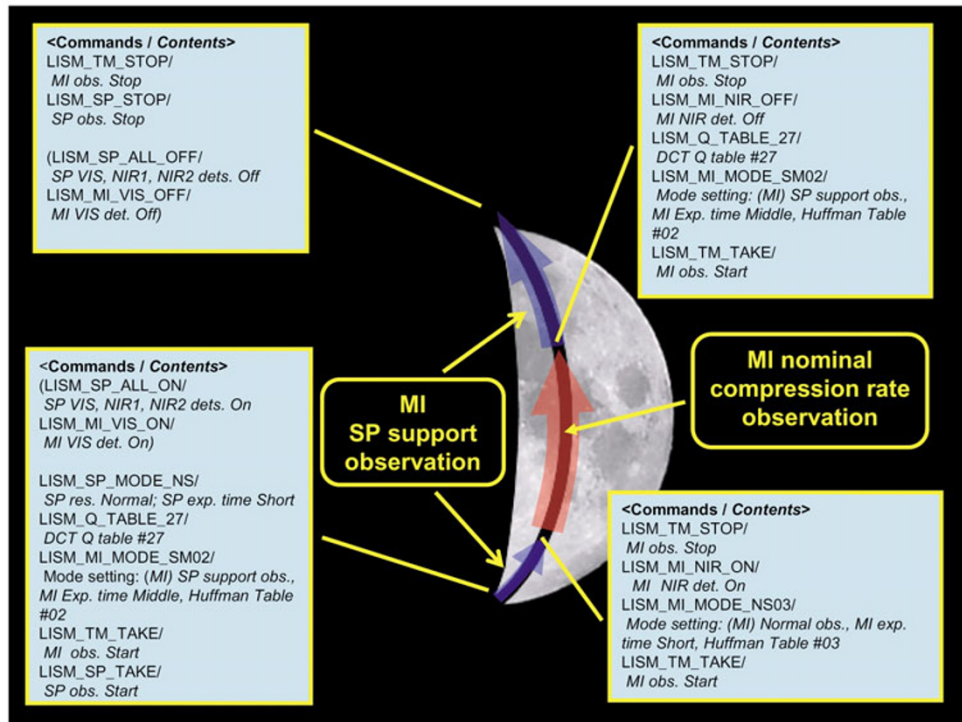 <Commands / Contents>
LISM_TM_STOP/
MI obs. Stop
LISM_SP_STOP/
SP obs. Stop
(LISM_SP_ALL_OFF/
SP VIS, NIR1, NIR2 dets. Off
LISM_MI_VIS_OFF/
MI VIS det. Off)
<Commands / Contents>
LISM_TM_STOP/
MI obs. Stop
LISM_MI_NIR_OFF/
MI NIR det. Off
LISM_Q_TABLE_27/
DCT Q table #27
LISM_MI_MODE_SM02/
Mode setting: (MI) SP support obs.,
MI Exp. time Middle, Huffman Table
#02
LISM_TM_TAKE/
MI obs. Start
<Commands / Contents>
(LISM_SP_ALL_ON/
SP VIS, NIR1, NIR2 dets. On
LISM_MI_VIS_ON/
MI VIS det. On)
LISM_SP_MODE_NS/
SP res. Normal; SP exp. time Short
LISM_Q_TABLE_27/
DCT Q table #27
LISM_MI_MODE_SM02/
Mode setting: (MI) SP support obs.,
MI Exp. time Middle, Huffman Table
#02
LISM_TM_TAKE/
MI obs. Start
LISM_SP_TAKE/
SP obs. Start
MI
SP support
observation
MI nominal
compression rate
observation
<Commands / Contents>
LISM_TM_STOP/
MI obs. Stop
LISM_MI_NIR_ON/
MI NIR det. On
LISM_MI_MODE_NS03/
Mode setting: (MI) Normal obs., MI exp.
time Short, Huffman Table #03
LISM_TM_TAKE/
MI obs. Start